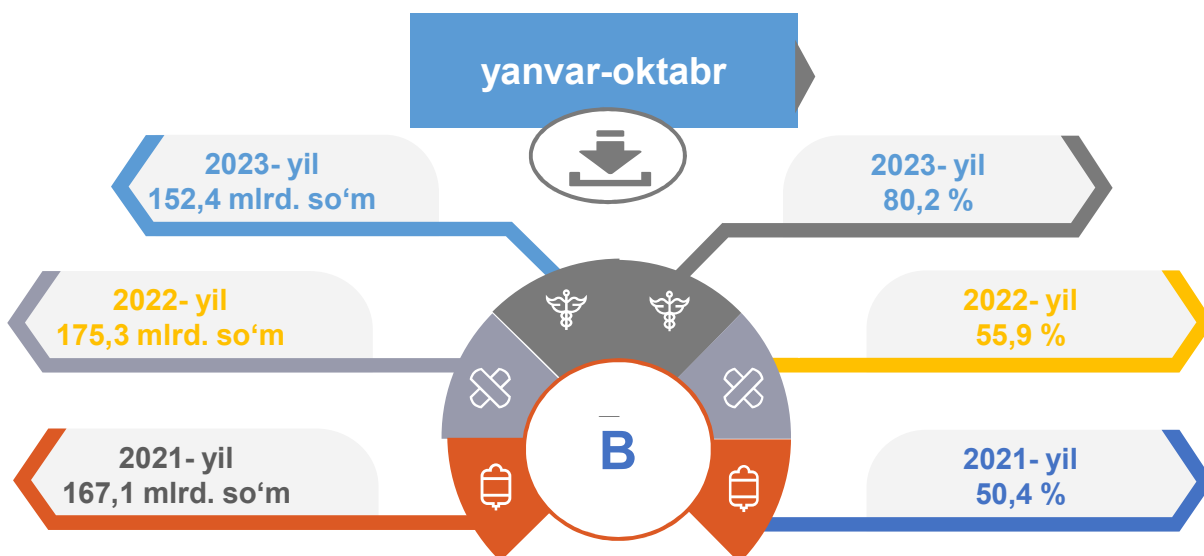 yanvar-oktabr
2023- yil
152,4 mlrd. so‘m
2023- yil
80,2 %
2022- yil
175,3 mlrd. so‘m
2022- yil
55,9 %
2021- yil
167,1 mlrd. so‘m
2021- yil
50,4 %
B